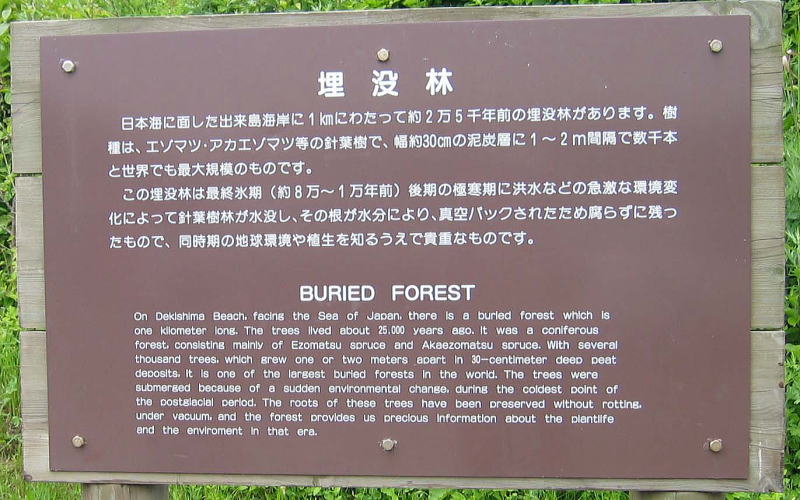 埋没林
日本海に面した出来島海岸に1㎞にわたって約2万5千年前の埋没林があります。樹
種は、エゾマツ・アカエゾマツ等の針葉樹で、幅約30㎝の泥炭層に1～2m間隔で数千本
と世界でも最大規模のものです。
この埋没林は最終氷期（約8万～1万年前）後期の極寒期に洪水などの急激な環境変
化によって針葉樹林が水没し、その根が水分により、真空パックされたため腐らずに残っ
たもので、同時期の地球環境や植生を知るうえで貴重なものです。
BURIED FOREST
On Dekishima Beach, facing the Sea of Japan, there is a buried forest which is
one kilometer long. The trees lived about 25,000 years ago. It was a coniferous
forest, consisting mainly of Ezomatsu spruce and Akaezomatsu spruce. With several
thousand trees, which grew one or two meters apart in 30-centimeter deep peat
deposits, it is one of the largest buried forests in the world. The trees were
submerged because of a sudden environmental change, during the coldest point of
the postglacial period. The roots of these trees have been preserved without rotting,
under vacuum, and the forest provides us precious information about the plantlife
and the enviroment in that era.